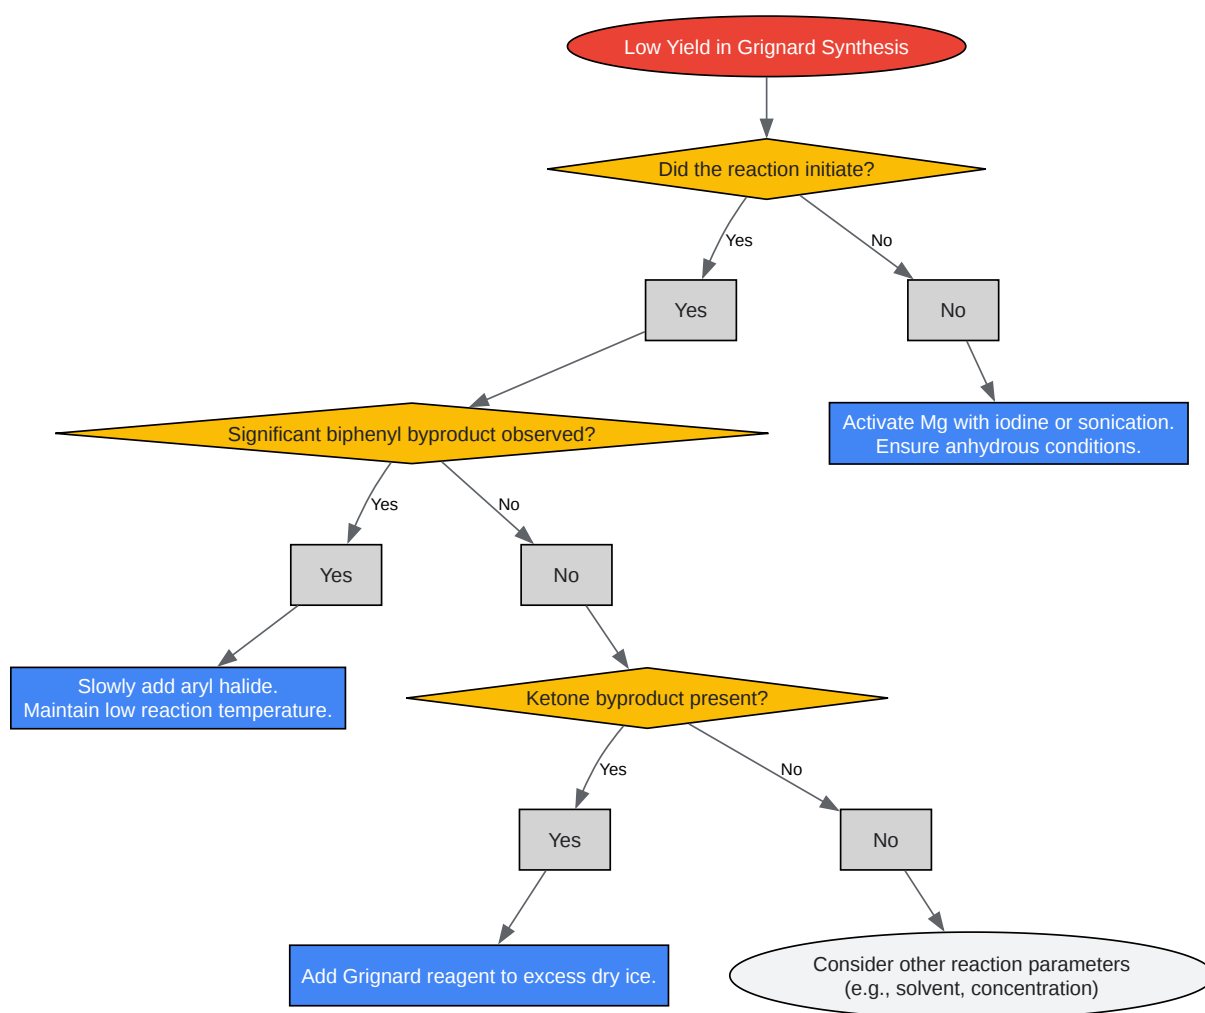 Low Yield in Grignard Synthesis
Did the reaction initiate?
Yes
No
Yes
No
Significant biphenyl byproduct observed?
Activate Mg with iodine or sonication.
Ensure anhydrous conditions.
Yes
No
Yes
No
Slowly add aryl halide.
Maintain low reaction temperature.
Ketone byproduct present?
Yes
No
Yes
No
Add Grignard reagent to excess dry ice.
Consider other reaction parameters
(e.g., solvent, concentration)